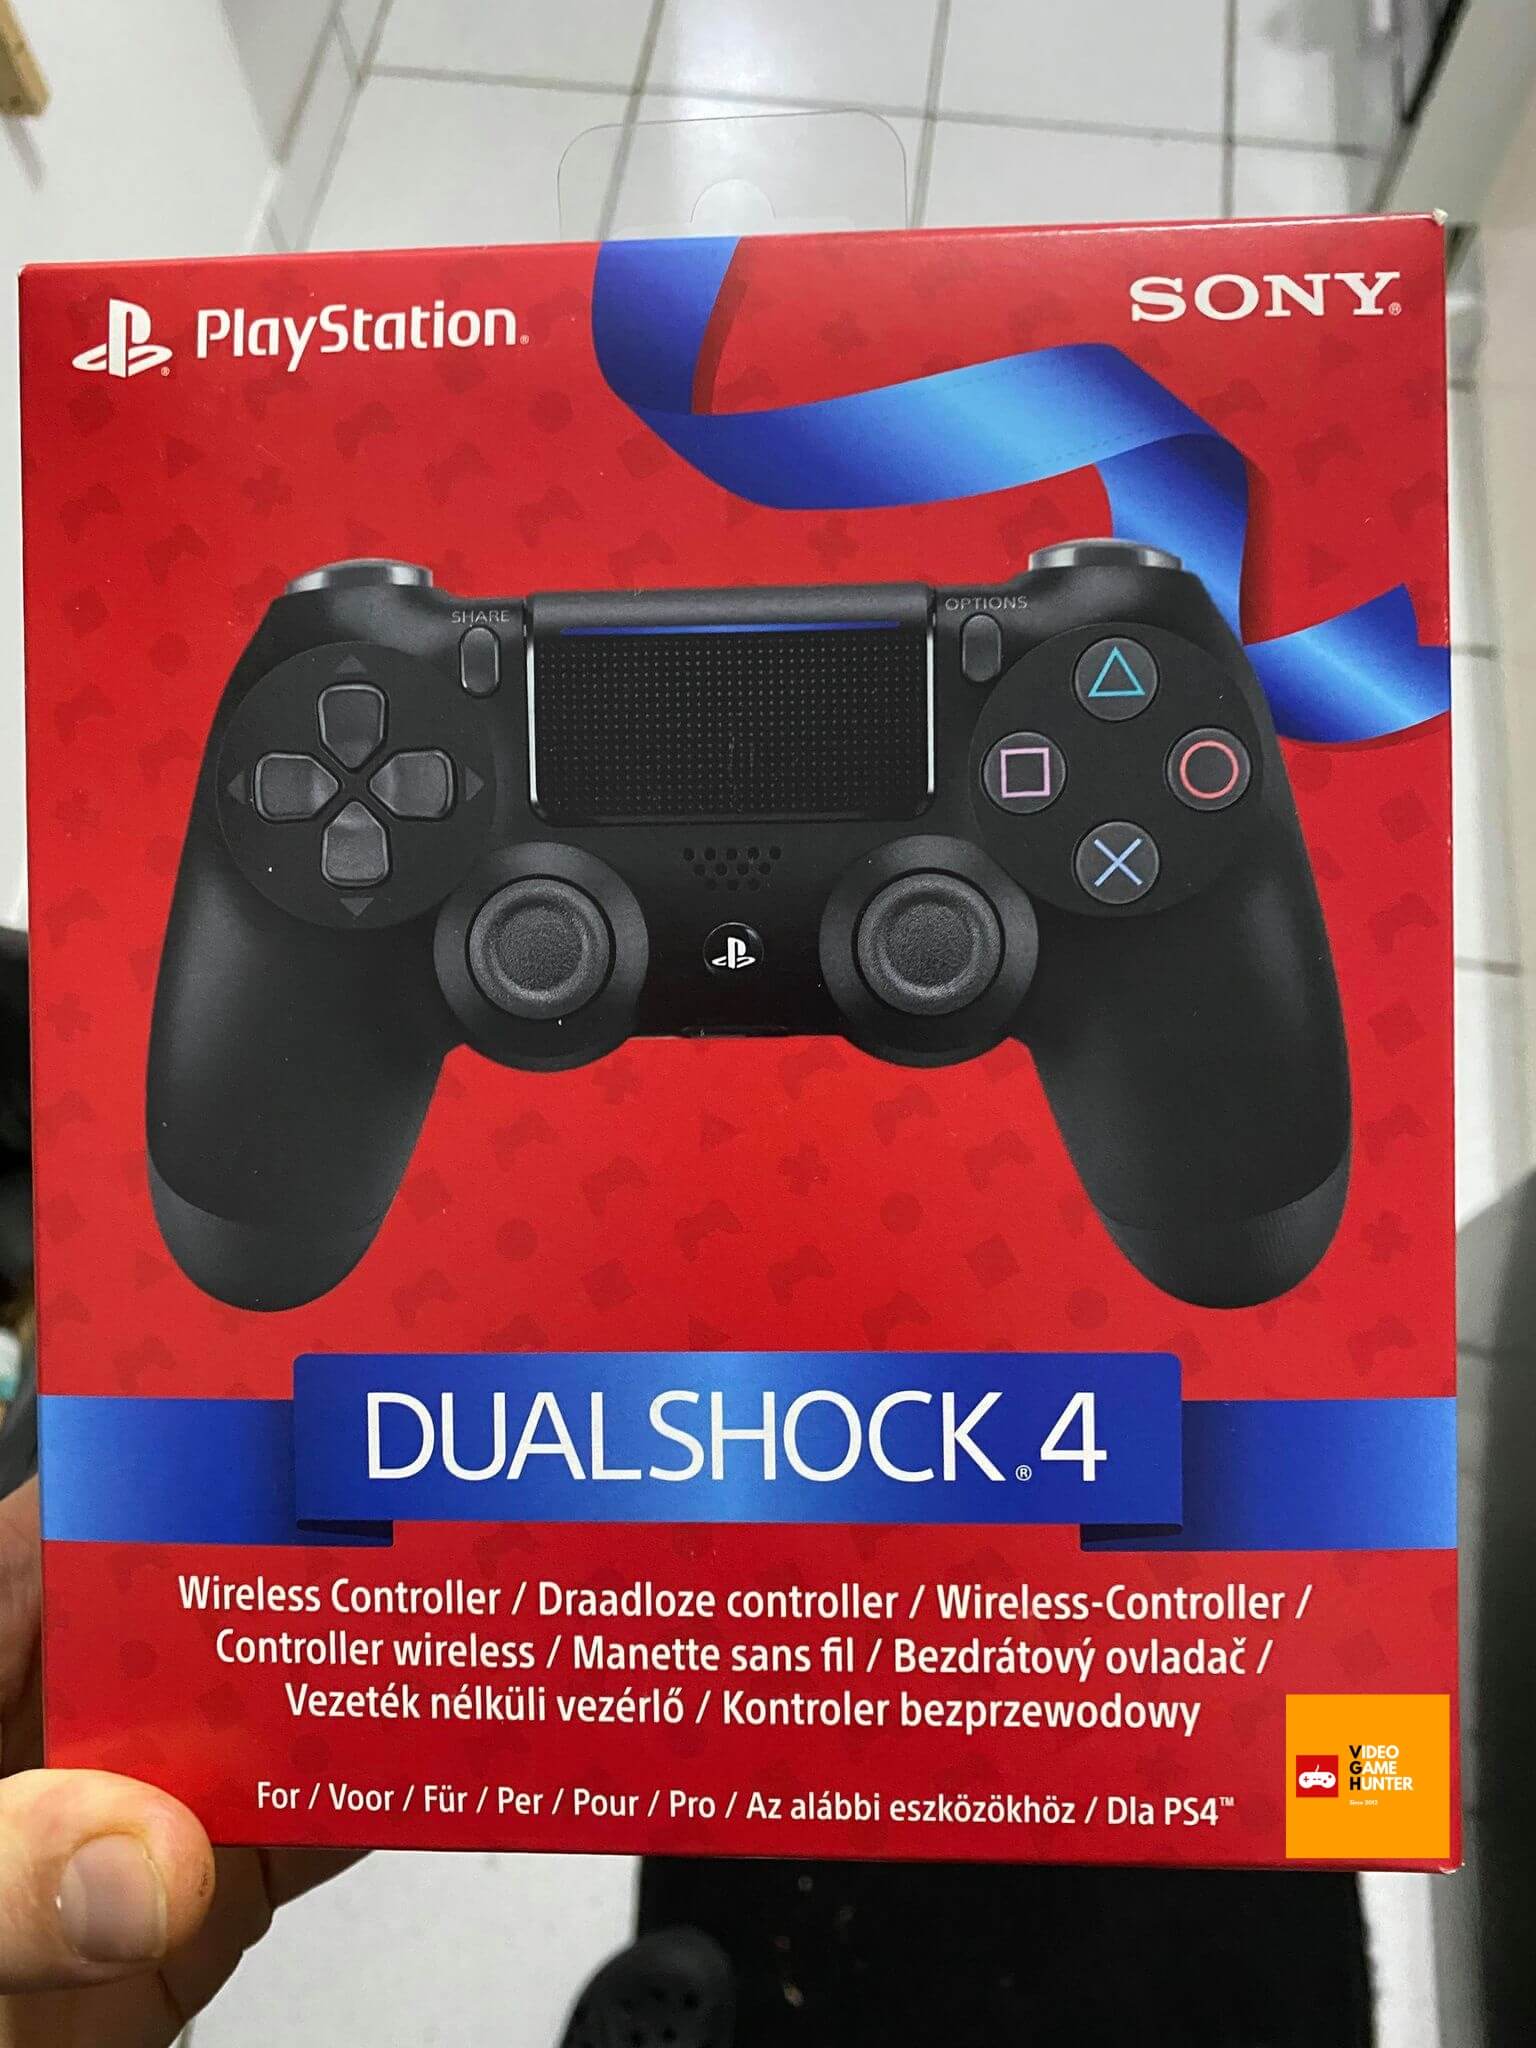 PlayStation®
SONY®
SHARE
OPTIONS
DUALSHOCK®4
Wireless Controller / Draadloze controller / Wireless-Controller /
Controller wireless / Manette sans fil / Bezdrátový ovladač /
Vezeték nélküli vezérlő / Kontroler bezprzewodowy
For / Voor / Für / Per / Pour / Pro / Az alábbi eszközökhöz / Dla PS4™
VIDEO
GAME
HUNTER